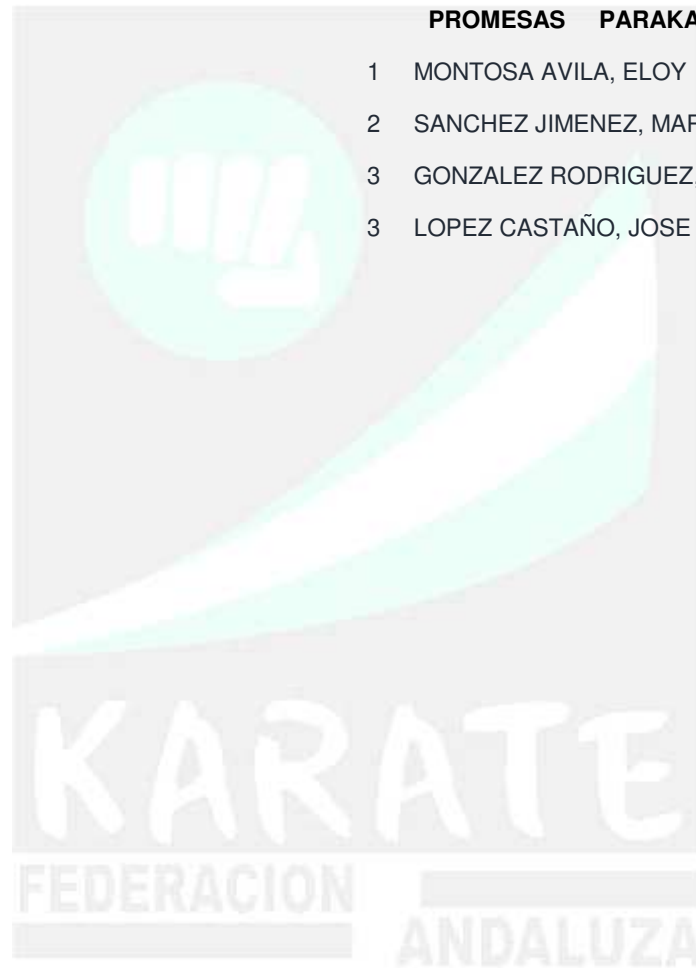 PROMESAS PARAKA
1 MONTOSA AVILA, ELOY
2 SANCHEZ JIMENEZ, MAR
3 GONZALEZ RODRIGUEZ,
3 LOPEZ CASTAÑO, JOSE
KARATE
FEDERACION
ANDALUZA